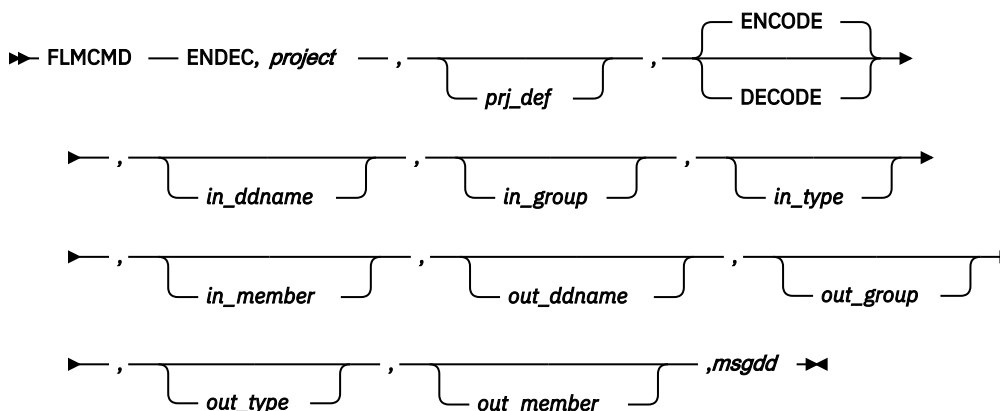 ENCODE
FLMCMD ENDEC, project , , 
prj_def DECODE
, , ,
in_ddname in_group in_type
, , ,
in_member out_ddname out_group
, , ,msgdd
out_type out_member